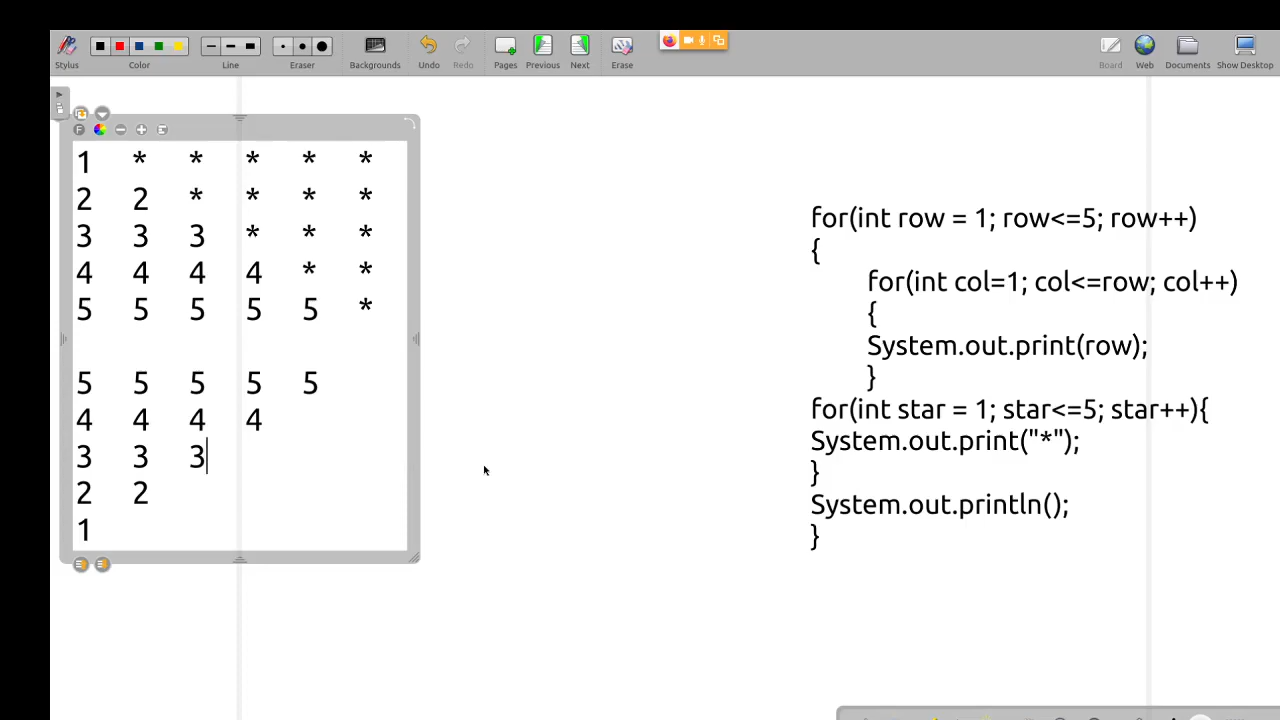 Stylus Color Line Eraser Backgrounds Undo Redo Pages Previous Next Erase Board Web Documents Show Desktop
F
1 * * * * *
2 2 * * * *
3 3 3 * * *
4 4 4 4 * *
5 5 5 5 5 *
5 5 5 5 5
4 4 4 4
3 3 3
2 2
1
for(int row = 1; row<=5; row++)
{
for(int col=1; col<=row; col++)
{
System.out.print(row);
}
for(int star = 1; star<=5; star++){
System.out.print("*");
}
System.out.println();
}